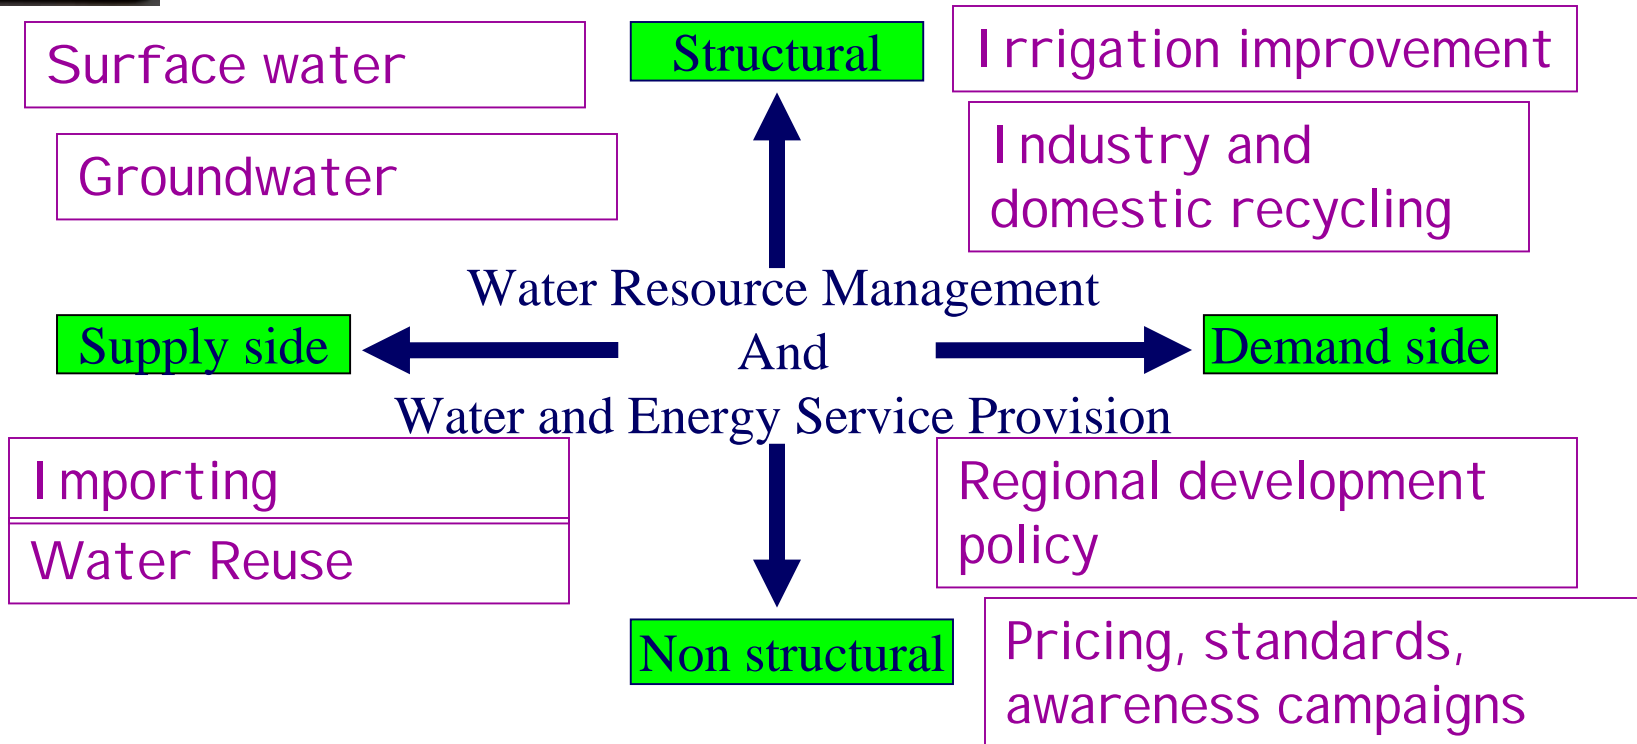 Surface water
Structural
Irrigation improvement
Groundwater
Industry and
domestic recycling
Water Resource Management
Supply side
And
Demand side
Water and Energy Service Provision
Importing
Water Reuse
Regional development
policy
Non structural
Pricing, standards,
awareness campaigns